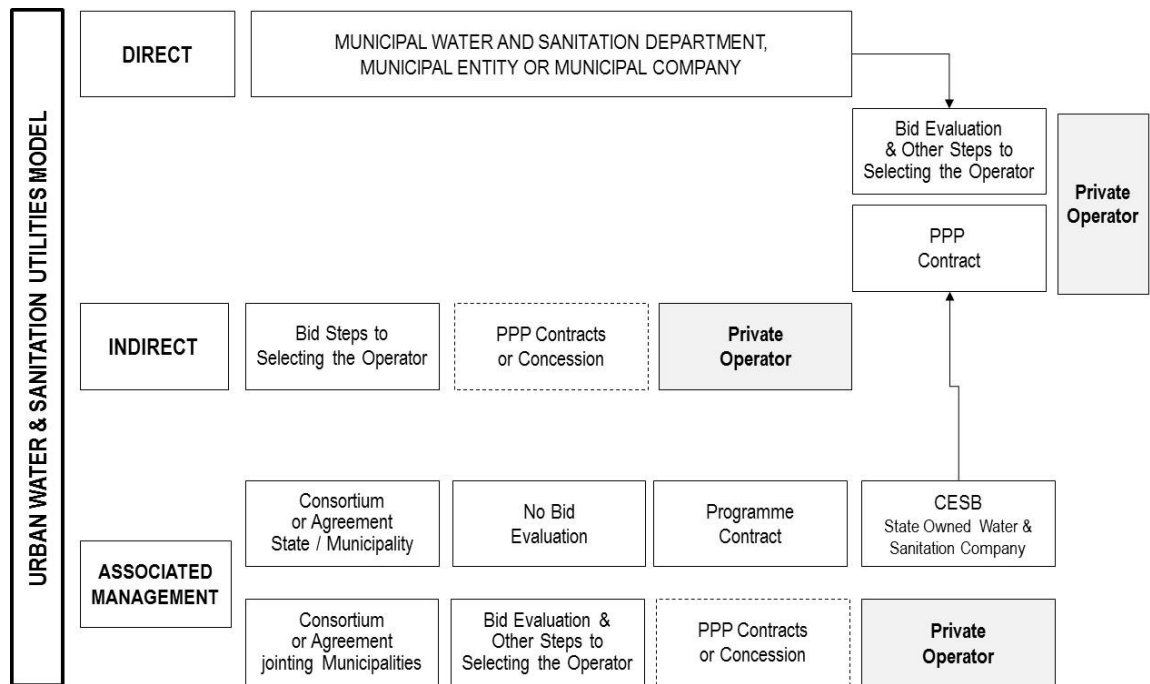 URBAN WATER & SANITATION UTILITIES MODEL
DIRECT
MUNICIPAL WATER AND SANITATION DEPARTMENT,
MUNICIPAL ENTITY OR MUNICIPAL COMPANY
Bid Evaluation
& Other Steps to
Selecting the Operator
PPP
Contract
Private
Operator
INDIRECT
Bid Steps to
Selecting the Operator
PPP Contracts
or Concession
Private
Operator
ASSOCIATED
MANAGEMENT
Consortium
or Agreement
State / Municipality
No Bid
Evaluation
Programme
Contract
CESB
State Owned Water &
Sanitation Company
Consortium
or Agreement
jointing Municipalities
Bid Evaluation &
Other Steps to
Selecting the Operator
PPP Contracts
or Concession
Private
Operator